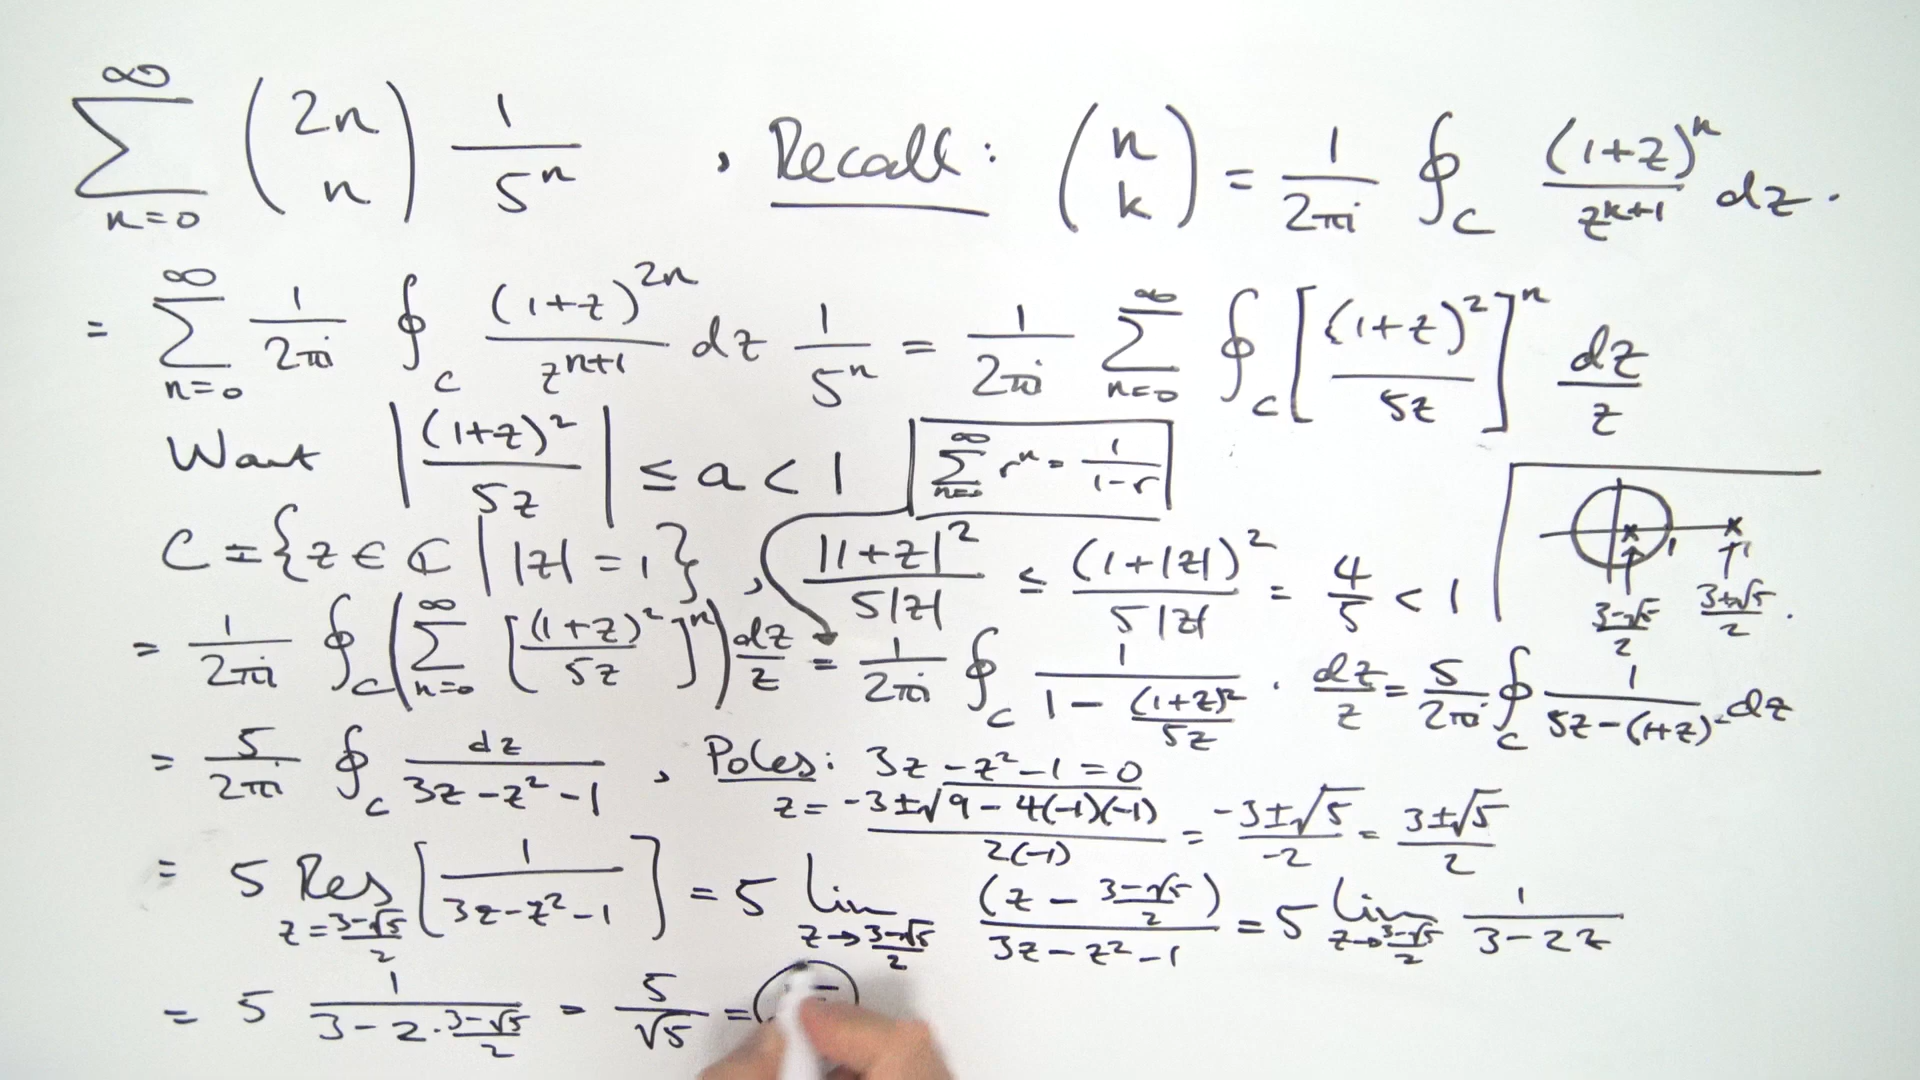 ∞ ∑ n=0 (2n n) 1/5^n , Recall: (n k) = 1/2πi ∮_C (1+z)^n / z^{k+1} dz.
= ∞ ∑ n=0 1/2πi ∮_C (1+z)^{2n} / z^{n+1} dz 1/5^n = 1/2πi ∞ ∑ n=0 ∮_C [(1+z)^2 / 5z]^n dz/z
Want |(1+z)^2 / 5z| ≤ a < 1
∞ ∑ n=0 r^n = 1/1-r
C = {z ∈ ℂ | |z| = 1} , |1+z|^2 / 5|z| ≤ (1+|z|)^2 / 5|z| = 4/5 < 1
1
3-√5 / 2 3+√5 / 2 .
= 1/2πi ∮_C (∞ ∑ n=0 [(1+z)^2 / 5z]^n) dz/z = 1/2πi ∮_C 1 / 1 - (1+z)^2/5z · dz/z = 5/2πi ∮_C 1 / 5z-(1+z)^2 dz
= 5/2πi ∮_C dz / 3z-z^2-1 , Poles: 3z-z^2-1=0
z = -3±√9-4(-1)(-1) / 2(-1) = -3±√5 / -2 = 3±√5 / 2
= 5 Res z=3-√5/2 [1 / 3z-z^2-1] = 5 lim z→3-√5/2 (z - 3-√5/2) / 3z-z^2-1 = 5 lim z→3-√5/2 1 / 3-2z
= 5 1 / 3-2·3-√5/2 = 5/√5 =